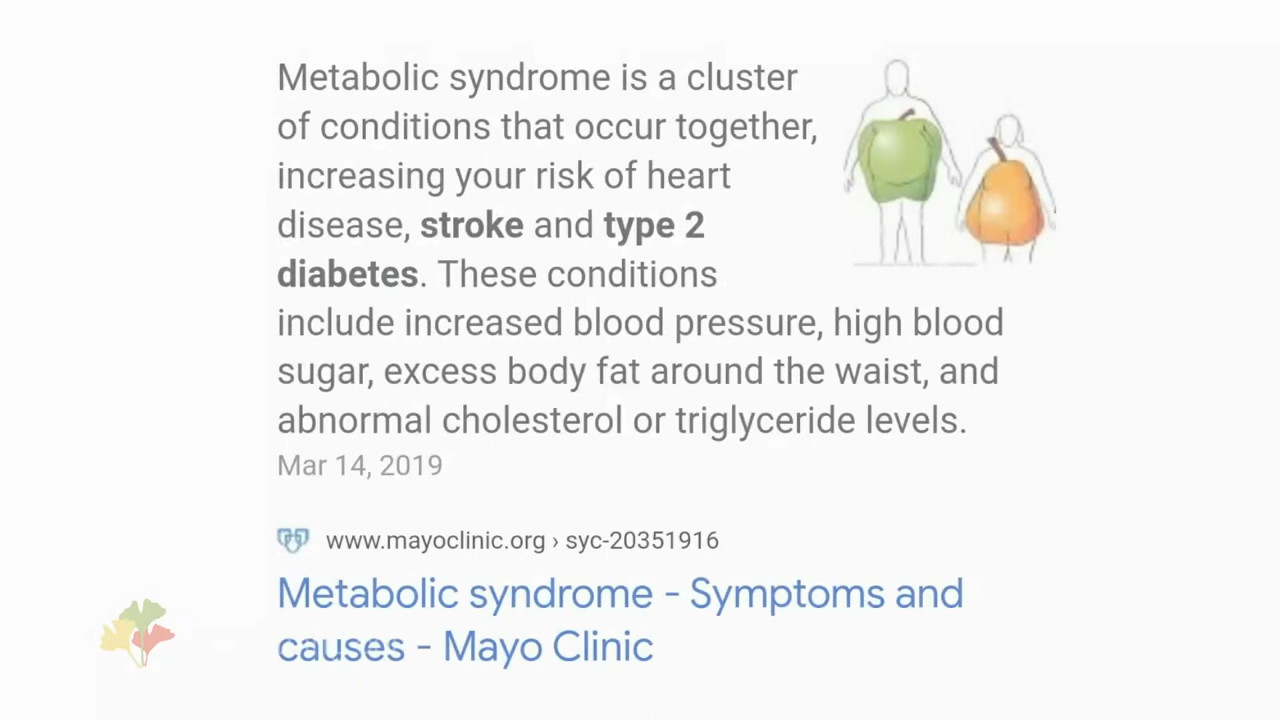 Metabolic syndrome is a cluster
of conditions that occur together,
increasing your risk of heart
disease, stroke and type 2
diabetes. These conditions
include increased blood pressure, high blood
sugar, excess body fat around the waist, and
abnormal cholesterol or triglyceride levels.
Mar 14, 2019
www.mayoclinic.org › syc-20351916
Metabolic syndrome - Symptoms and
causes - Mayo Clinic